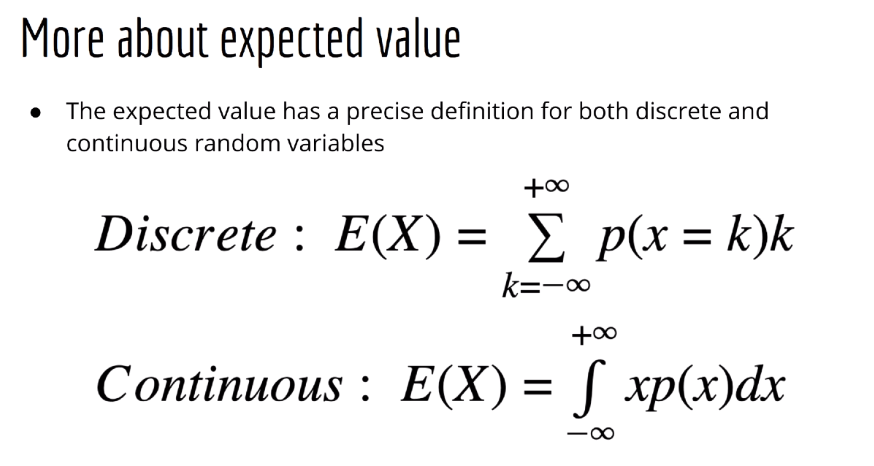 More about expected value
● The expected value has a precise definition for both discrete and
continuous random variables
+∞
Discrete : E(X) = ∑ p(x = k)k
k=−∞
+∞
Continuous : E(X) = ∫ xp(x)dx
−∞